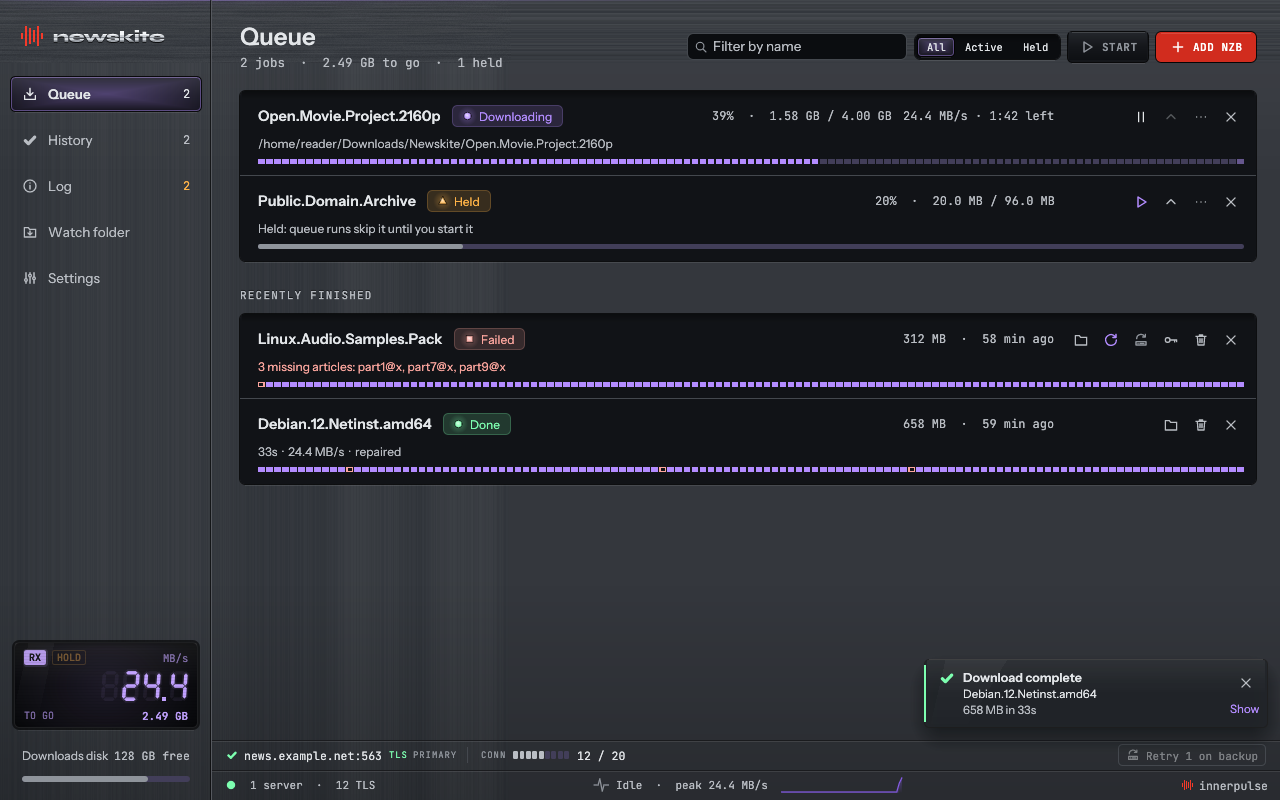 newskite
Queue 2
History 2
Log 2
Watch folder
Settings
RX HOLD MB/s
24.4
TO GO 2.49 GB
Downloads disk 128 GB free
Queue
2 jobs · 2.49 GB to go · 1 held
Filter by name
All Active Held
START
ADD NZB
Open.Movie.Project.2160p Downloading 39% · 1.58 GB / 4.00 GB 24.4 MB/s · 1:42 left
/home/reader/Downloads/Newskite/Open.Movie.Project.2160p
Public.Domain.Archive Held 20% · 20.0 MB / 96.0 MB
Held: queue runs skip it until you start it
RECENTLY FINISHED
Linux.Audio.Samples.Pack Failed 312 MB · 58 min ago
3 missing articles: part1@x, part7@x, part9@x
Debian.12.Netinst.amd64 Done 658 MB · 59 min ago
33s · 24.4 MB/s · repaired
Download complete
Debian.12.Netinst.amd64
658 MB in 33s
Show
news.example.net:563 TLS PRIMARY CONN 12 / 20 Retry 1 on backup
1 server · 12 TLS Idle · peak 24.4 MB/s innerpulse